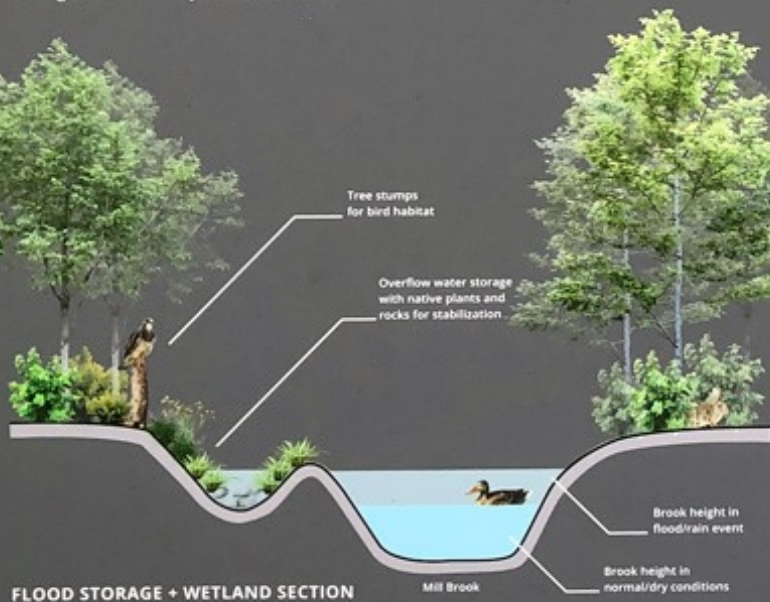 Tree stumps
for bird habitat
Overflow water storage
with native plants and
rocks for stabilization
Brook height in
flood/rain event
Brook height in
normal/dry conditions
Mill Brook
FLOOD STORAGE + WETLAND SECTION